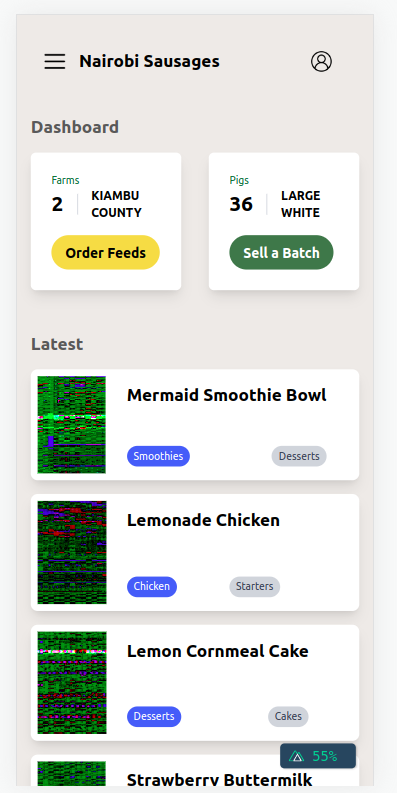 Nairobi Sausages
Dashboard
Farms
2
KIAMBU
COUNTY
Order Feeds
Pigs
36
LARGE
WHITE
Sell a Batch
Latest
Mermaid Smoothie Bowl
Smoothies
Desserts
Lemonade Chicken
Chicken
Starters
Lemon Cornmeal Cake
Desserts
Cakes
55%
Strawberry Buttermilk